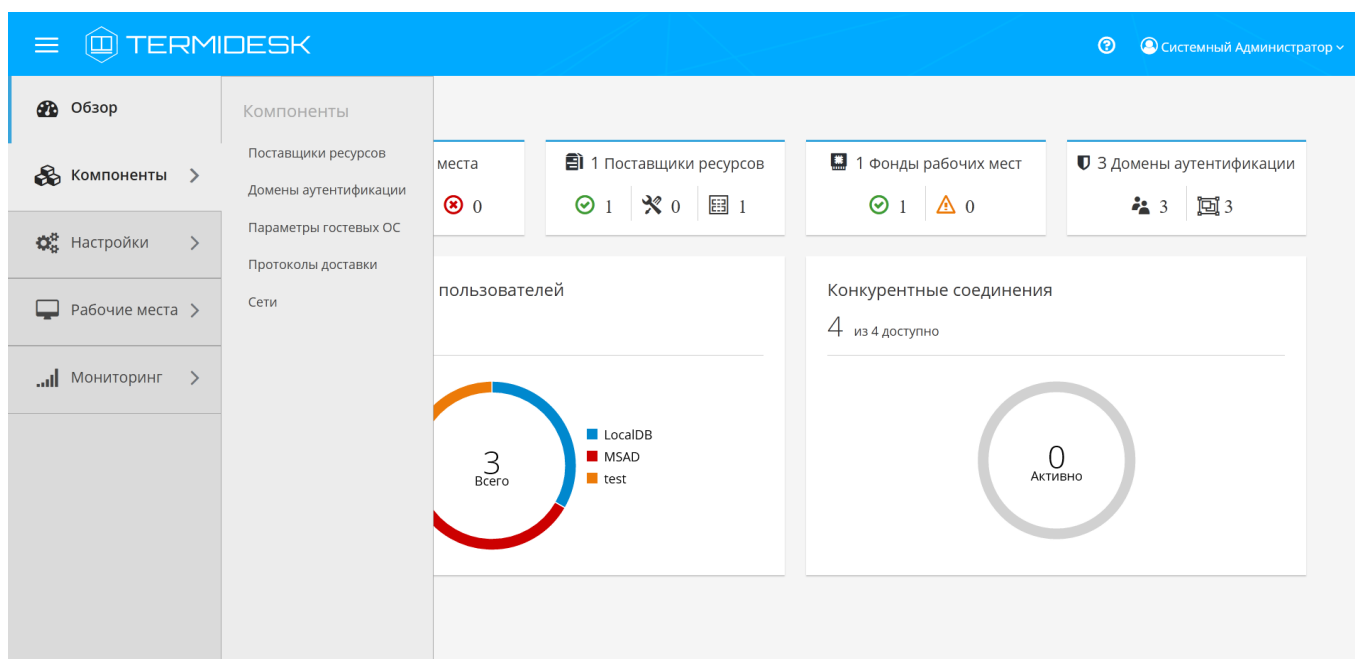 TERMIDESK
Системный Администратор
Обзор
Компоненты
Настройки
Рабочие места
Мониторинг
Компоненты
Поставщики ресурсов
Домены аутентификации
Параметры гостевых ОС
Протоколы доставки
Сети
места
0
1 Поставщики ресурсов
1 0 1
1 Фонды рабочих мест
1 0
3 Домены аутентификации
3 3
пользователей
3
Всего
LocalDB
MSAD
test
Конкурентные соединения
4 из 4 доступно
0
Активно